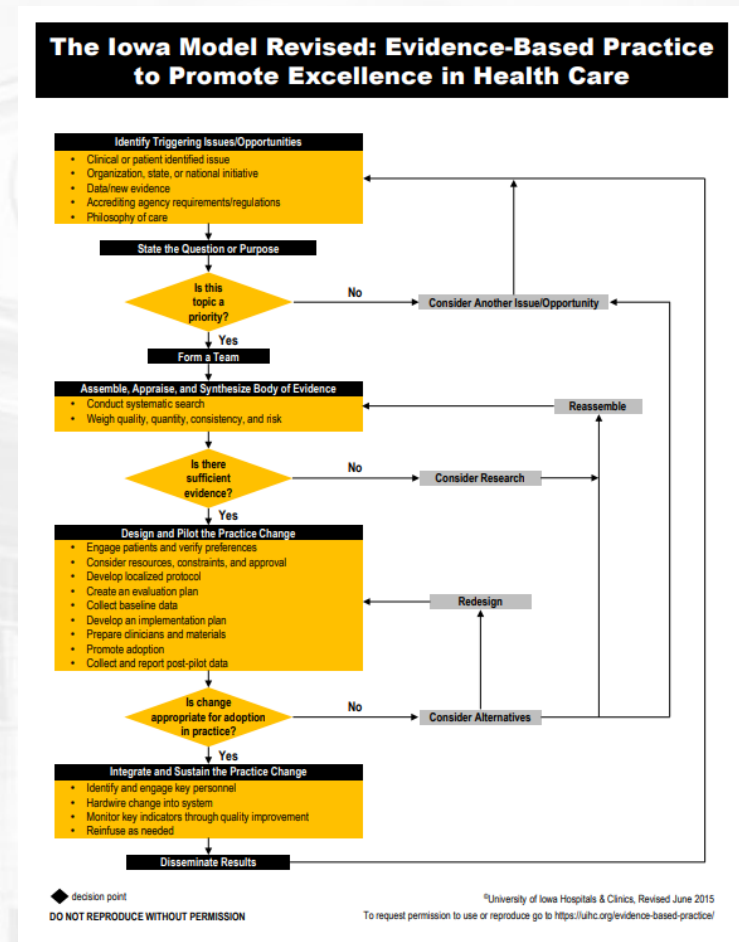 The Iowa Model Revised: Evidence-Based Practice
to Promote Excellence in Health Care
Identify Triggering Issues/Opportunities
• Clinical or patient identified issue
• Organization, state, or national initiative
• Data/new evidence
• Accrediting agency requirements/regulations
• Philosophy of care
State the Question or Purpose
Is this
topic a
priority?
No
Consider Another Issue/Opportunity
Yes
Form a Team
Assemble, Appraise, and Synthesize Body of Evidence
• Conduct systematic search
• Weigh quality, quantity, consistency, and risk
Reassemble
Is there
sufficient
evidence?
No
Consider Research
Yes
Design and Pilot the Practice Change
• Engage patients and verify preferences
• Consider resources, constraints, and approval
• Develop localized protocol
• Create an evaluation plan
• Collect baseline data
• Develop an implementation plan
• Prepare clinicians and materials
• Promote adoption
• Collect and report post-pilot data
Redesign
Is change
appropriate for adoption
in practice?
No
Consider Alternatives
Yes
Integrate and Sustain the Practice Change
• Identify and engage key personnel
• Hardwire change into system
• Monitor key indicators through quality improvement
• Reinfuse as needed
Disseminate Results
decision point
©University of Iowa Hospitals & Clinics, Revised June 2015
DO NOT REPRODUCE WITHOUT PERMISSION
To request permission to use or reproduce go to https://uihc.org/evidence-based-practice/